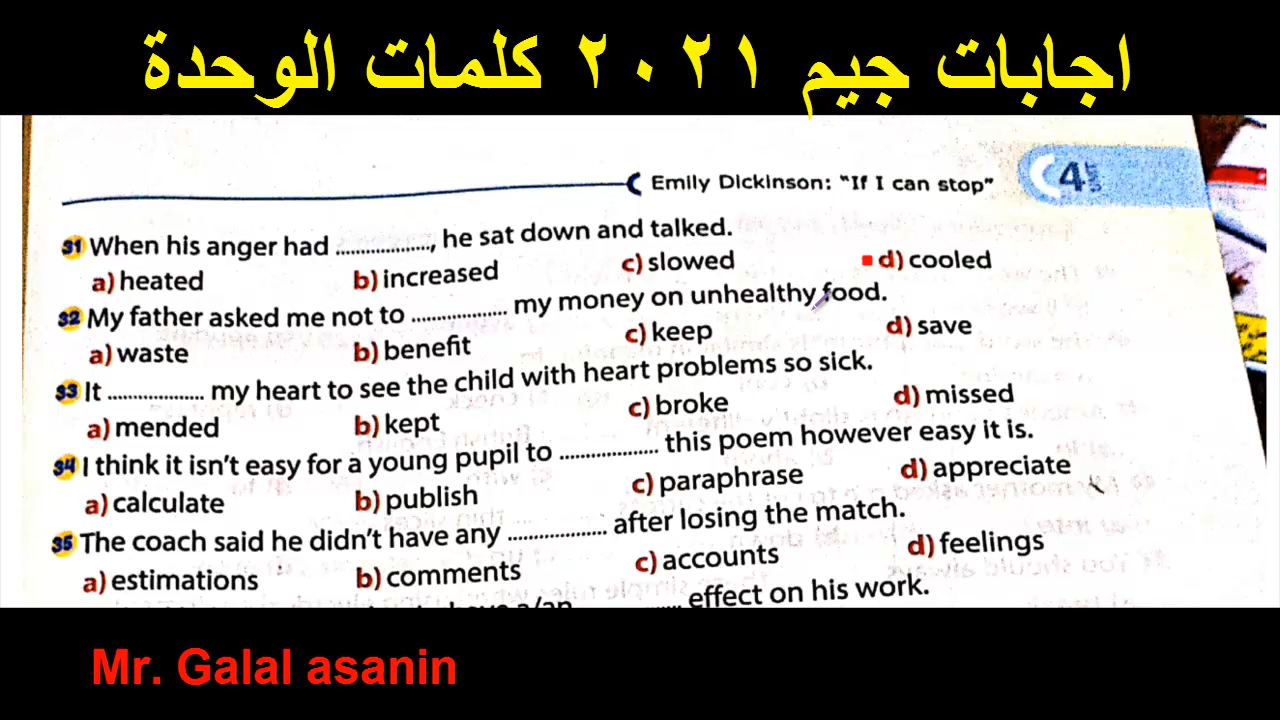 اجابات جيم ٢٠٢١ كلمات الوحدة
Emily Dickinson: "If I can stop" 4
31 When his anger had ..................., he sat down and talked.
a) heated b) increased c) slowed d) cooled
32 My father asked me not to ................... my money on unhealthy food.
a) waste b) benefit c) keep d) save
33 It ................... my heart to see the child with heart problems so sick.
a) mended b) kept c) broke d) missed
34 I think it isn't easy for a young pupil to ................... this poem however easy it is.
a) calculate b) publish c) paraphrase d) appreciate
35 The coach said he didn't have any ................... after losing the match.
a) estimations b) comments c) accounts d) feelings
have a/an ................... effect on his work.
Mr. Galal asanin